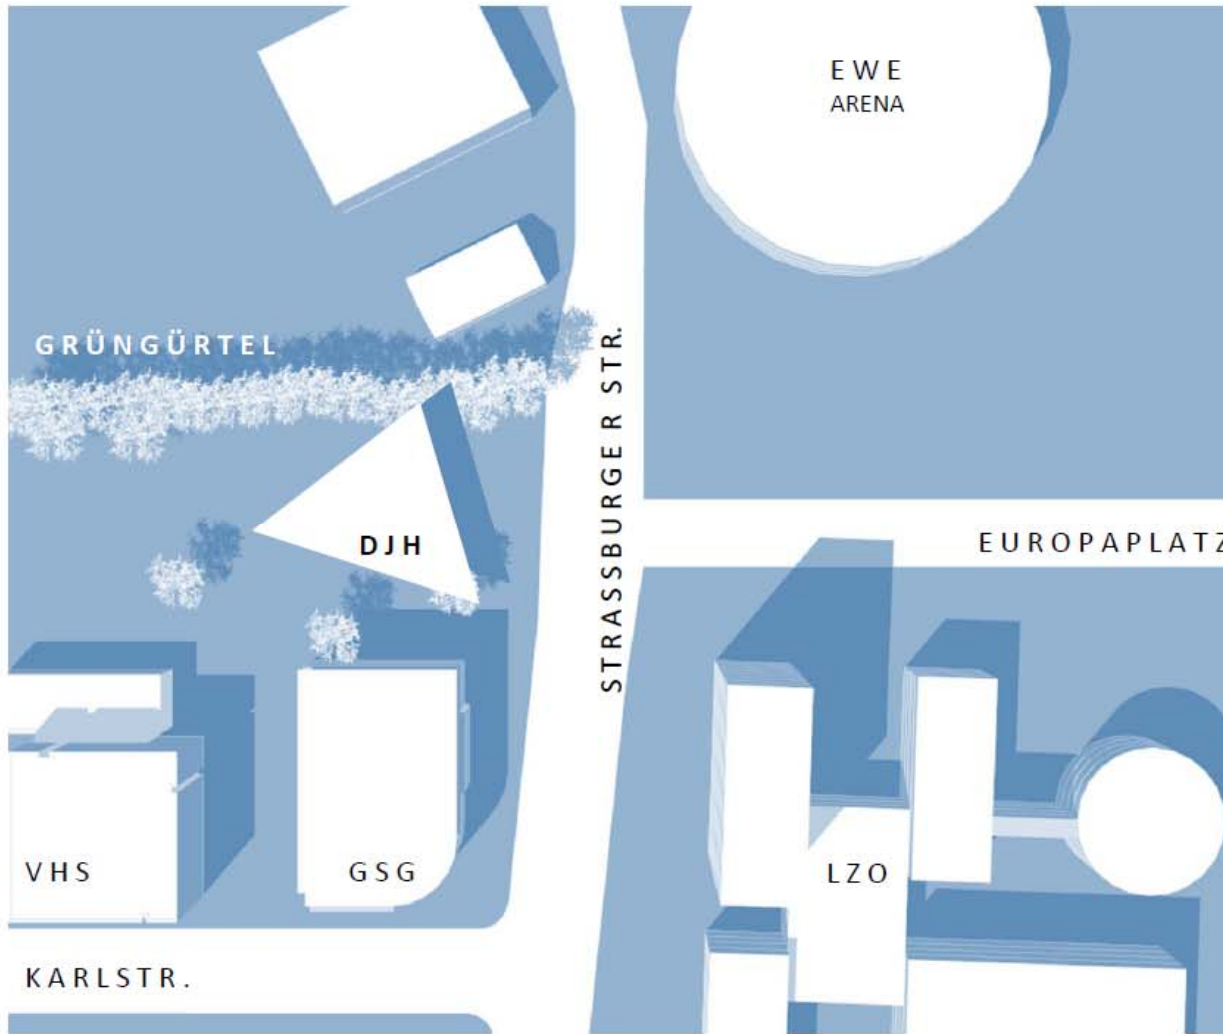 EWE
ARENA
GRÜNGÜRTEL
STRASSBURGER STR.
DJH
EUROPAPLATZ
VHS
GSG
LZO
KARLSTR.